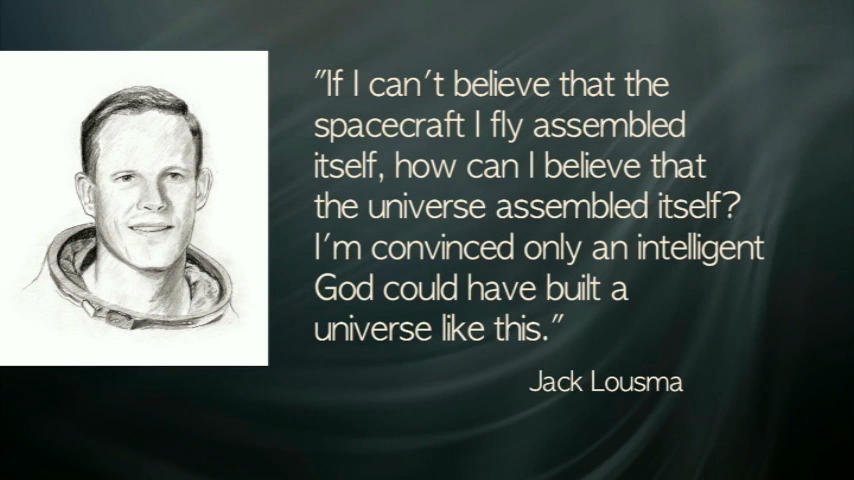 "If I can't believe that the
spacecraft I fly assembled
itself, how can I believe that
the universe assembled itself?
I'm convinced only an intelligent
God could have built a
universe like this."
Jack Lousma